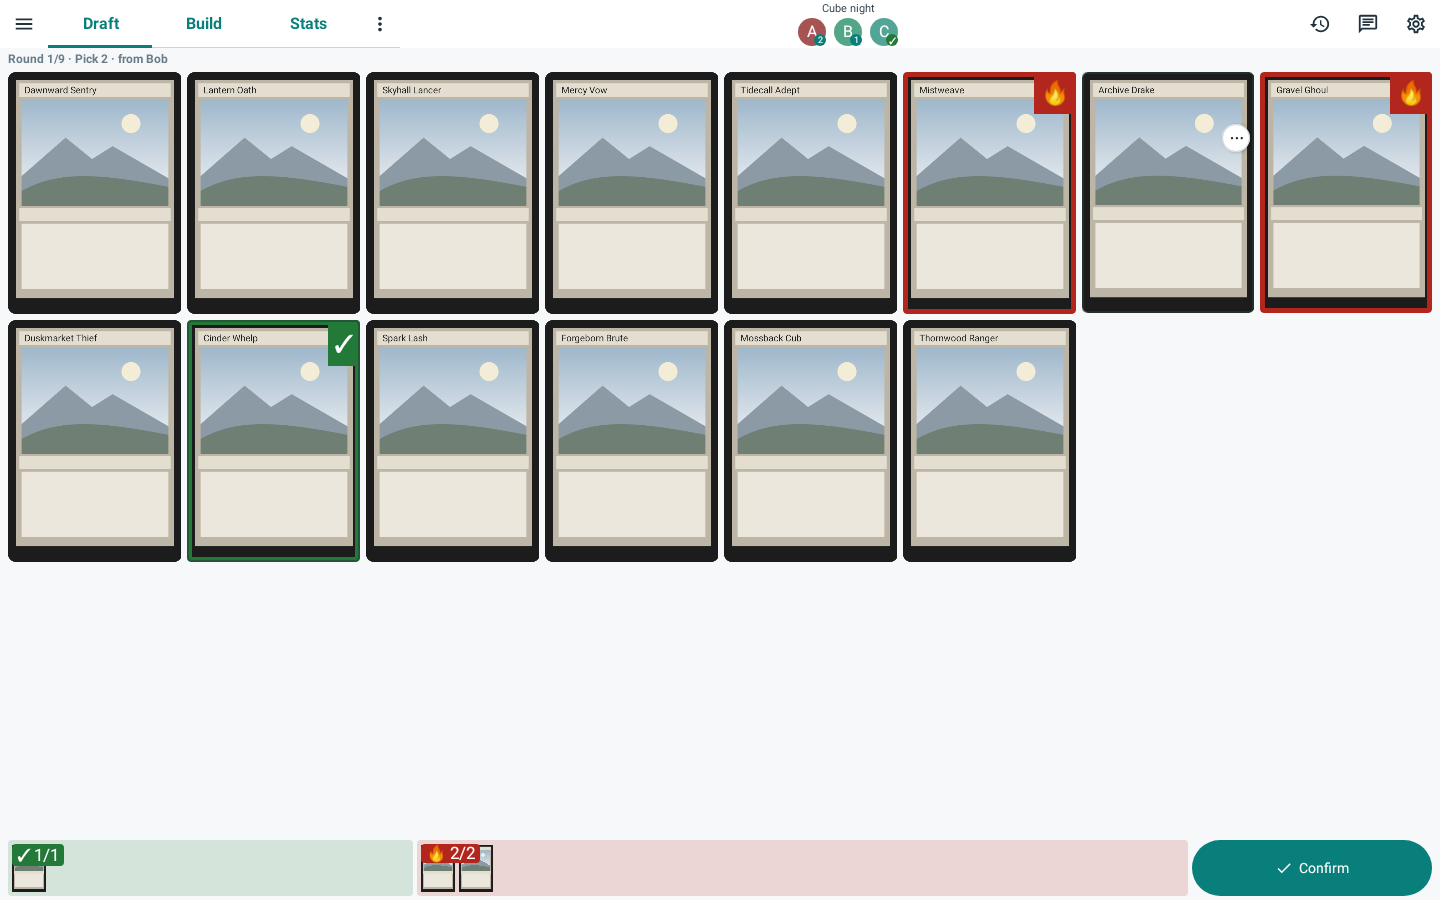 Draft
Build
Stats
Cube night
A
2
B
1
C
Round 1/9 · Pick 2 · from Bob
Dawnward Sentry
Lantern Oath
Skyhall Lancer
Mercy Vow
Tidecall Adept
Mistweave
Archive Drake
Gravel Ghoul
Duskmarket Thief
Cinder Whelp
Spark Lash
Forgeborn Brute
Mossback Cub
Thornwood Ranger
1/1
2/2
Confirm